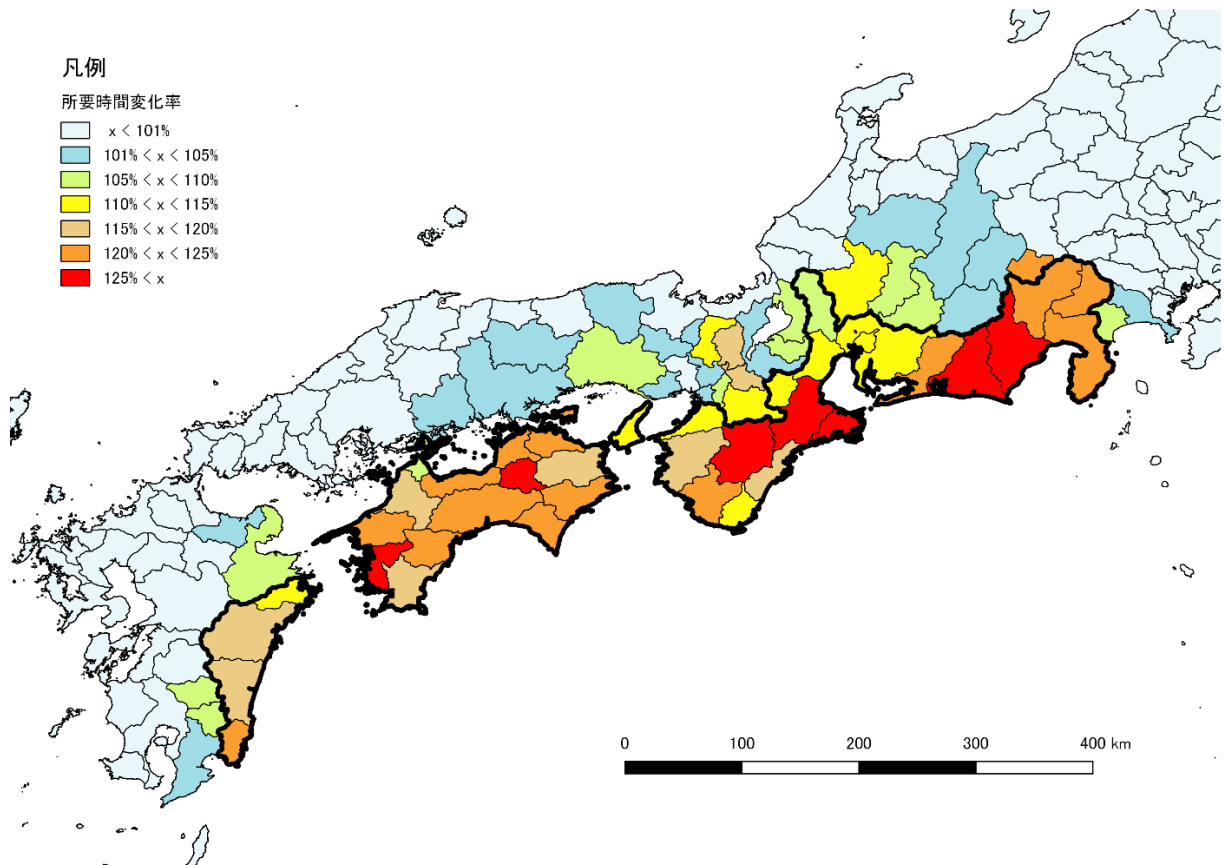 凡例
所要時間変化率
x < 101%
101% < x < 105%
105% < x < 110%
110% < x < 115%
115% < x < 120%
120% < x < 125%
125% < x
0 100 200 300 400 km